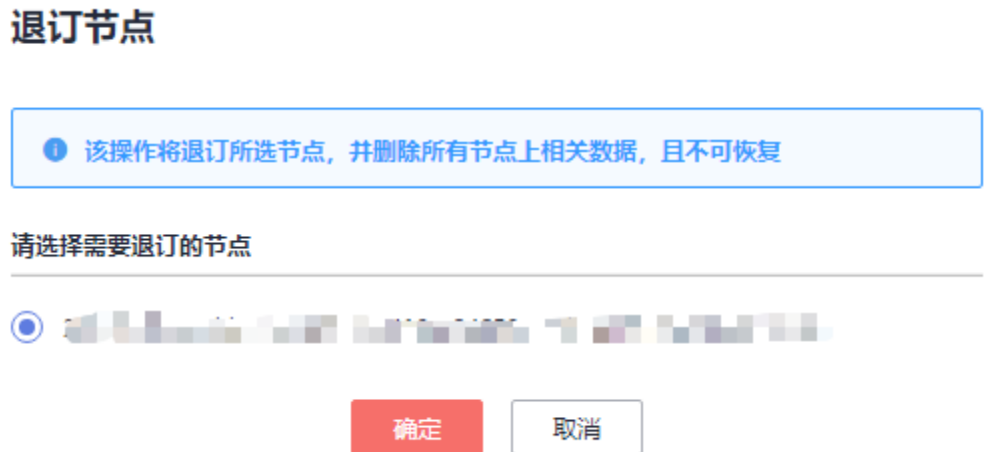 退订节点
该操作将退订所选节点，并删除所有节点上相关数据，且不可恢复
请选择需要退订的节点
确定
取消